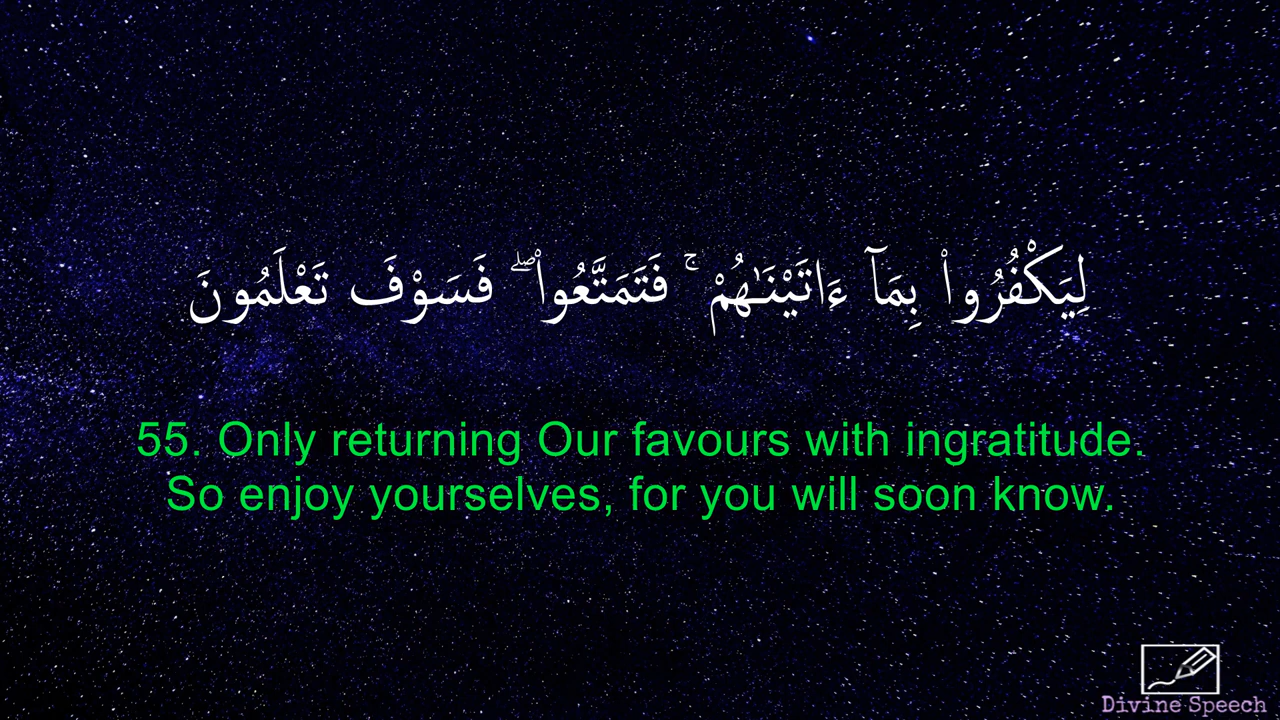 لِيَكْفُرُوا۟ بِمَآ ءَاتَيْنَـٰهُمْ ۚ فَتَمَتَّعُوا۟ ۖ فَسَوْفَ تَعْلَمُونَ
55. Only returning Our favours with ingratitude.
So enjoy yourselves, for you will soon know.
Divine Speech